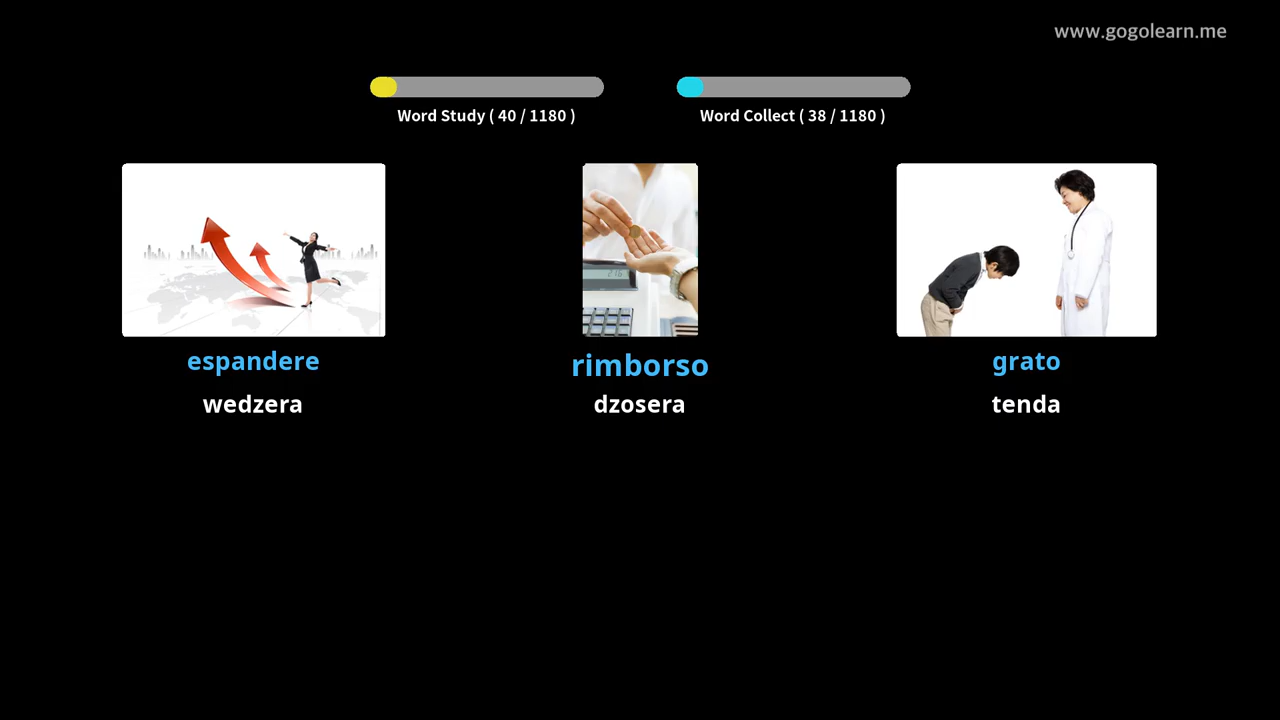 www.gogolearn.me
Word Study ( 40 / 1180 )
Word Collect ( 38 / 1180 )
espandere
wedzera
rimborso
dzosera
grato
tenda